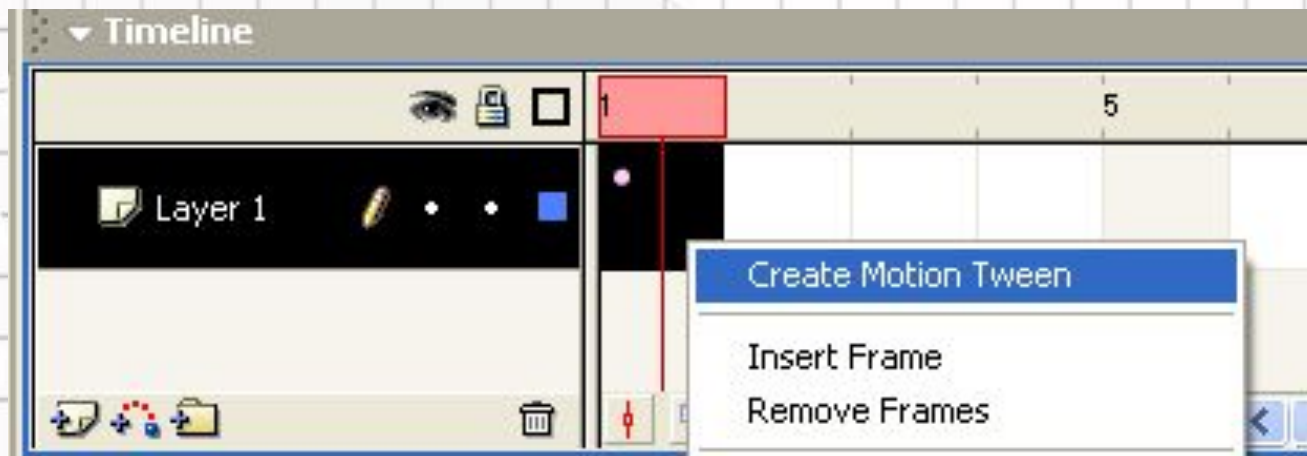 Timeline
1 5
Layer 1
Create Motion Tween
Insert Frame
Remove Frames